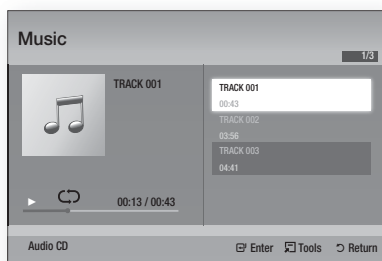 Music
1/3
TRACK 001
00:13 / 00:43
TRACK 001
00:43
TRACK 002
03:56
TRACK 003
04:41
Audio CD
Enter Tools Return